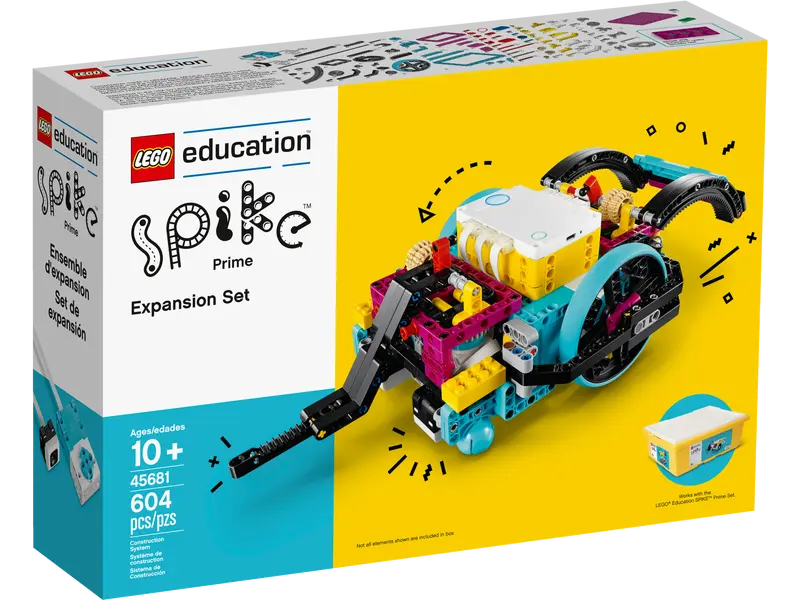 LEGO education
LEGO education
spike
Prime
Ensemble
d'expansion
Set de
expansión
LEGO education™
spike™
Prime
Expansion Set
Ages/edades
10+
45681
604
pcs/pzs
Construction
System
Système de
construction
Sistema de
Construcción
Not all elements shown are included in box
Works with the
LEGO® Education SPIKE™ Prime Set.